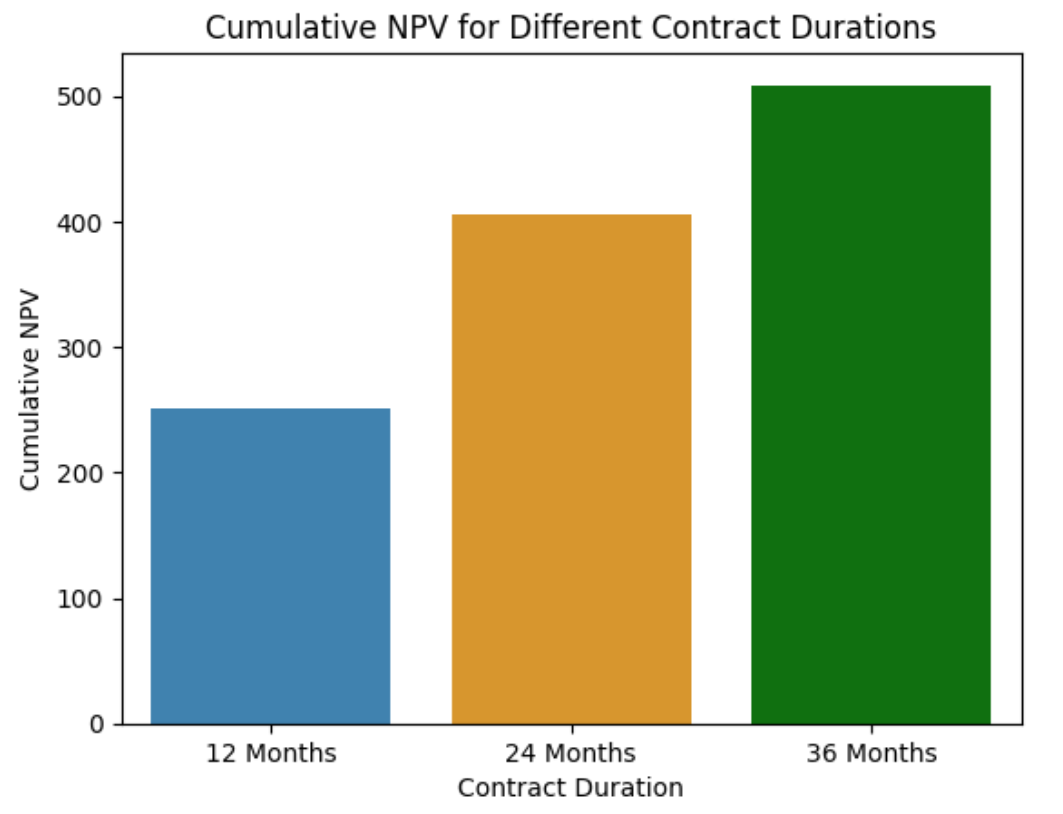 Cumulative NPV for Different Contract Durations
Cumulative NPV
500
400
300
200
100
0
12 Months
24 Months
36 Months
Contract Duration